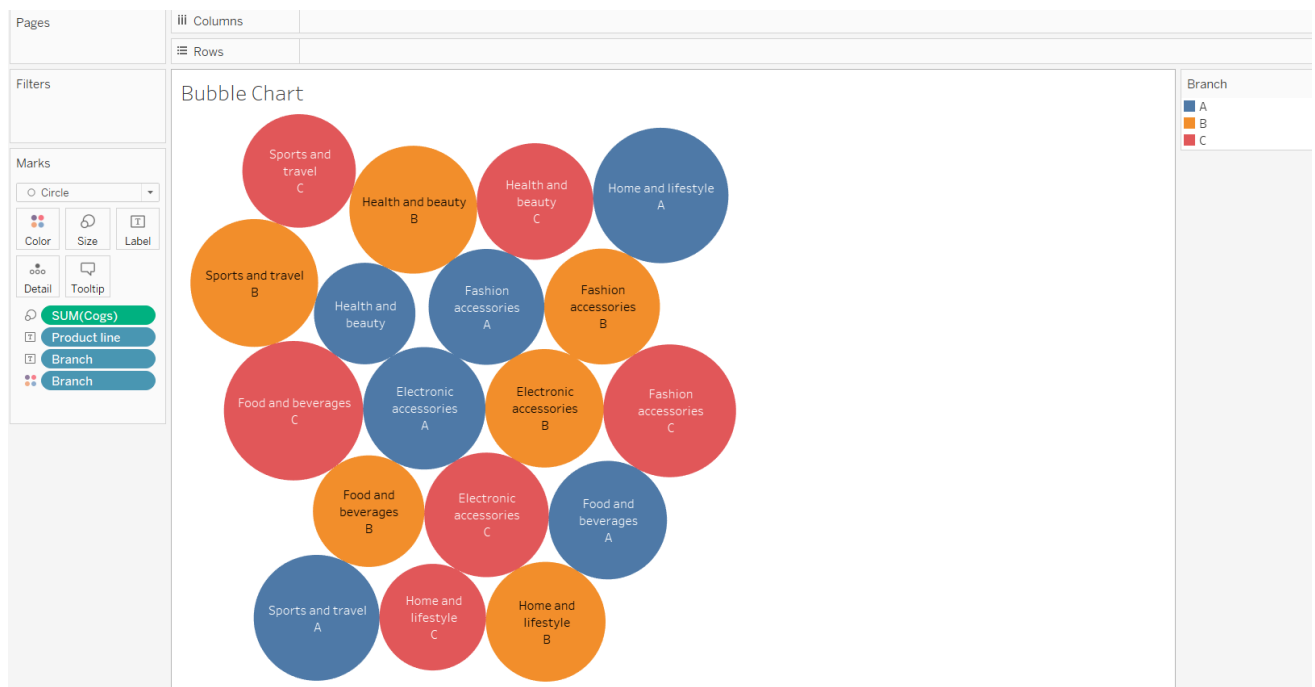 Pages
Columns
Rows
Filters
Marks
Circle
Color
Size
Label
Detail
Tooltip
SUM(Cogs)
Product line
Branch
Branch
Bubble Chart
Sports and
travel
C
Health and beauty
B
Health and
beauty
C
Home and lifestyle
A
Sports and travel
B
Health and
beauty
Fashion
accessories
A
Fashion
accessories
B
Food and beverages
C
Electronic
accessories
A
Electronic
accessories
B
Fashion
accessories
C
Food and
beverages
B
Electronic
accessories
C
Food and
beverages
A
Sports and travel
A
Home and
lifestyle
C
Home and
lifestyle
B
Branch
A
B
C